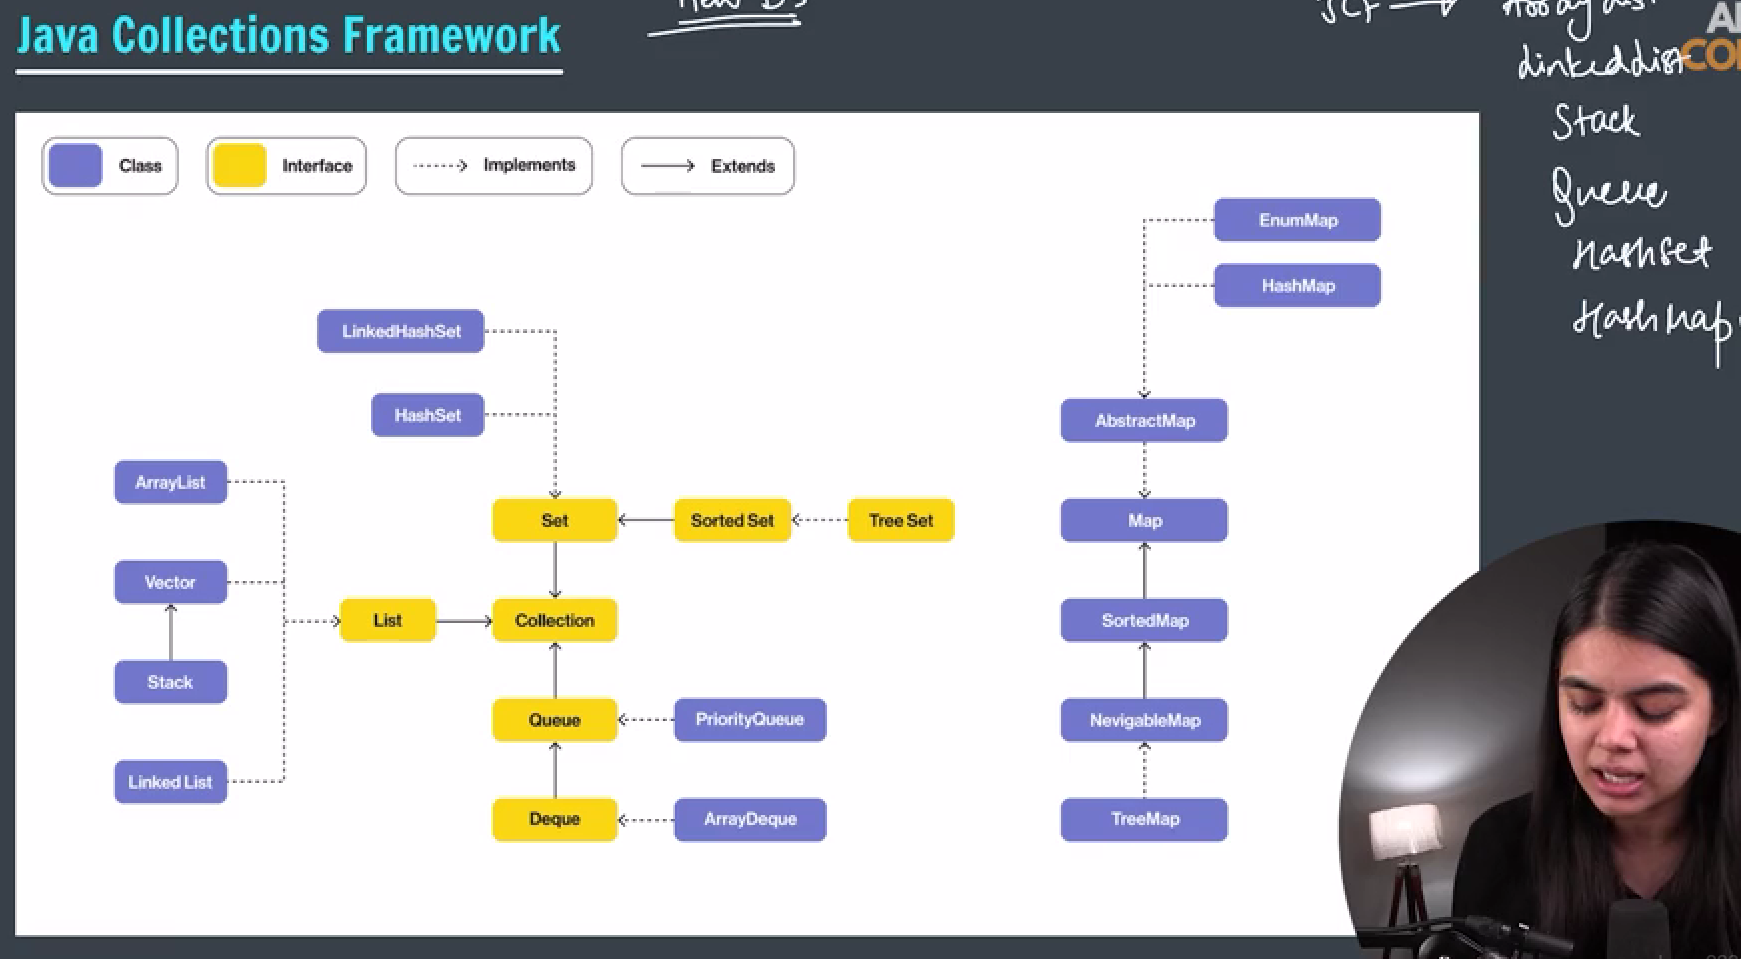 Java Collections Framework
JCF
LinkedList
Stack
Queue
HashSet
HashMap
Class
Interface
Implements
Extends
EnumMap
HashMap
LinkedHashSet
HashSet
AbstractMap
ArrayList
Set
Sorted Set
Tree Set
Map
Vector
List
Collection
SortedMap
Stack
Queue
PriorityQueue
NevigableMap
Linked List
Deque
ArrayDeque
TreeMap